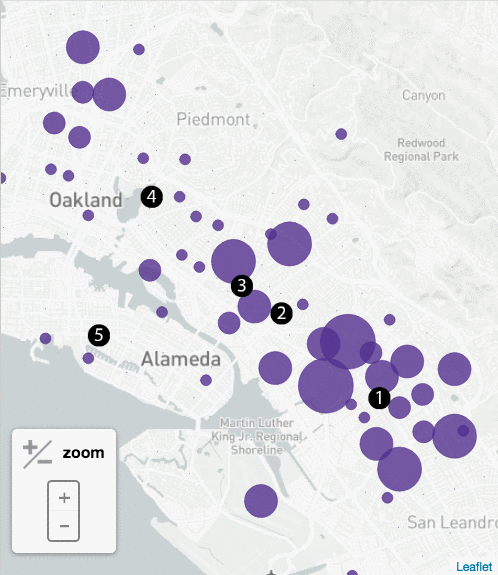 Canyon
meryville
Piedmont
Redwood
Regional Park
4
Oakland
3
2
5
Alameda
1
Martin Luther
King Jr. Regional
Shoreline
+/− zoom
+
−
San Leandro
Leaflet